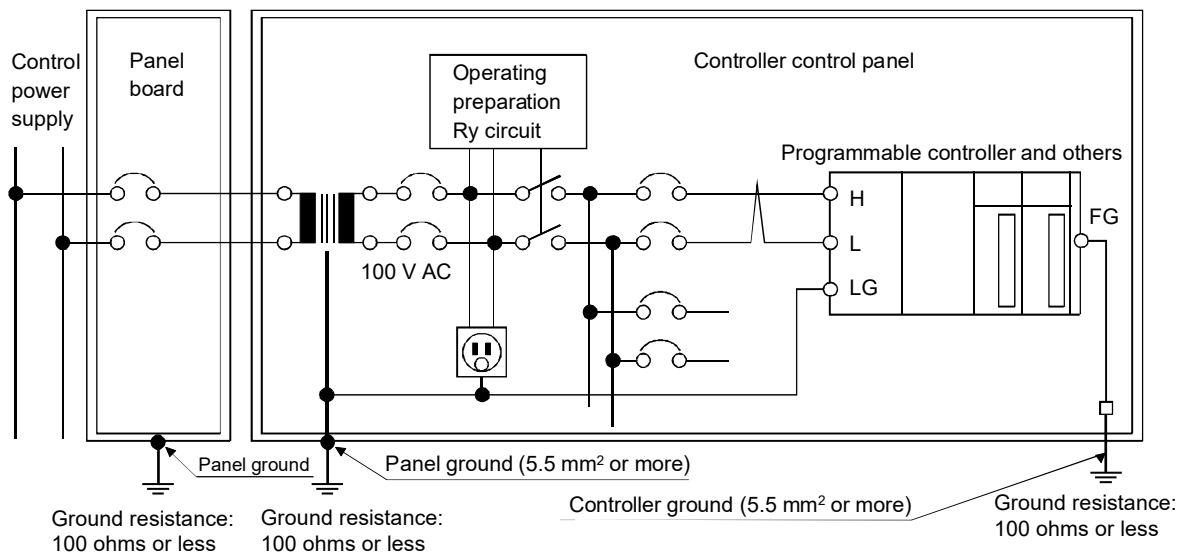 Control
power
supply
Panel
board
Operating
preparation
Ry circuit
Controller control panel
Programmable controller and others
H
L
LG
FG
100 V AC
Panel ground
Panel ground (5.5 mm² or more)
Controller ground (5.5 mm² or more)
Ground resistance:
100 ohms or less
Ground resistance:
100 ohms or less
Ground resistance:
100 ohms or less